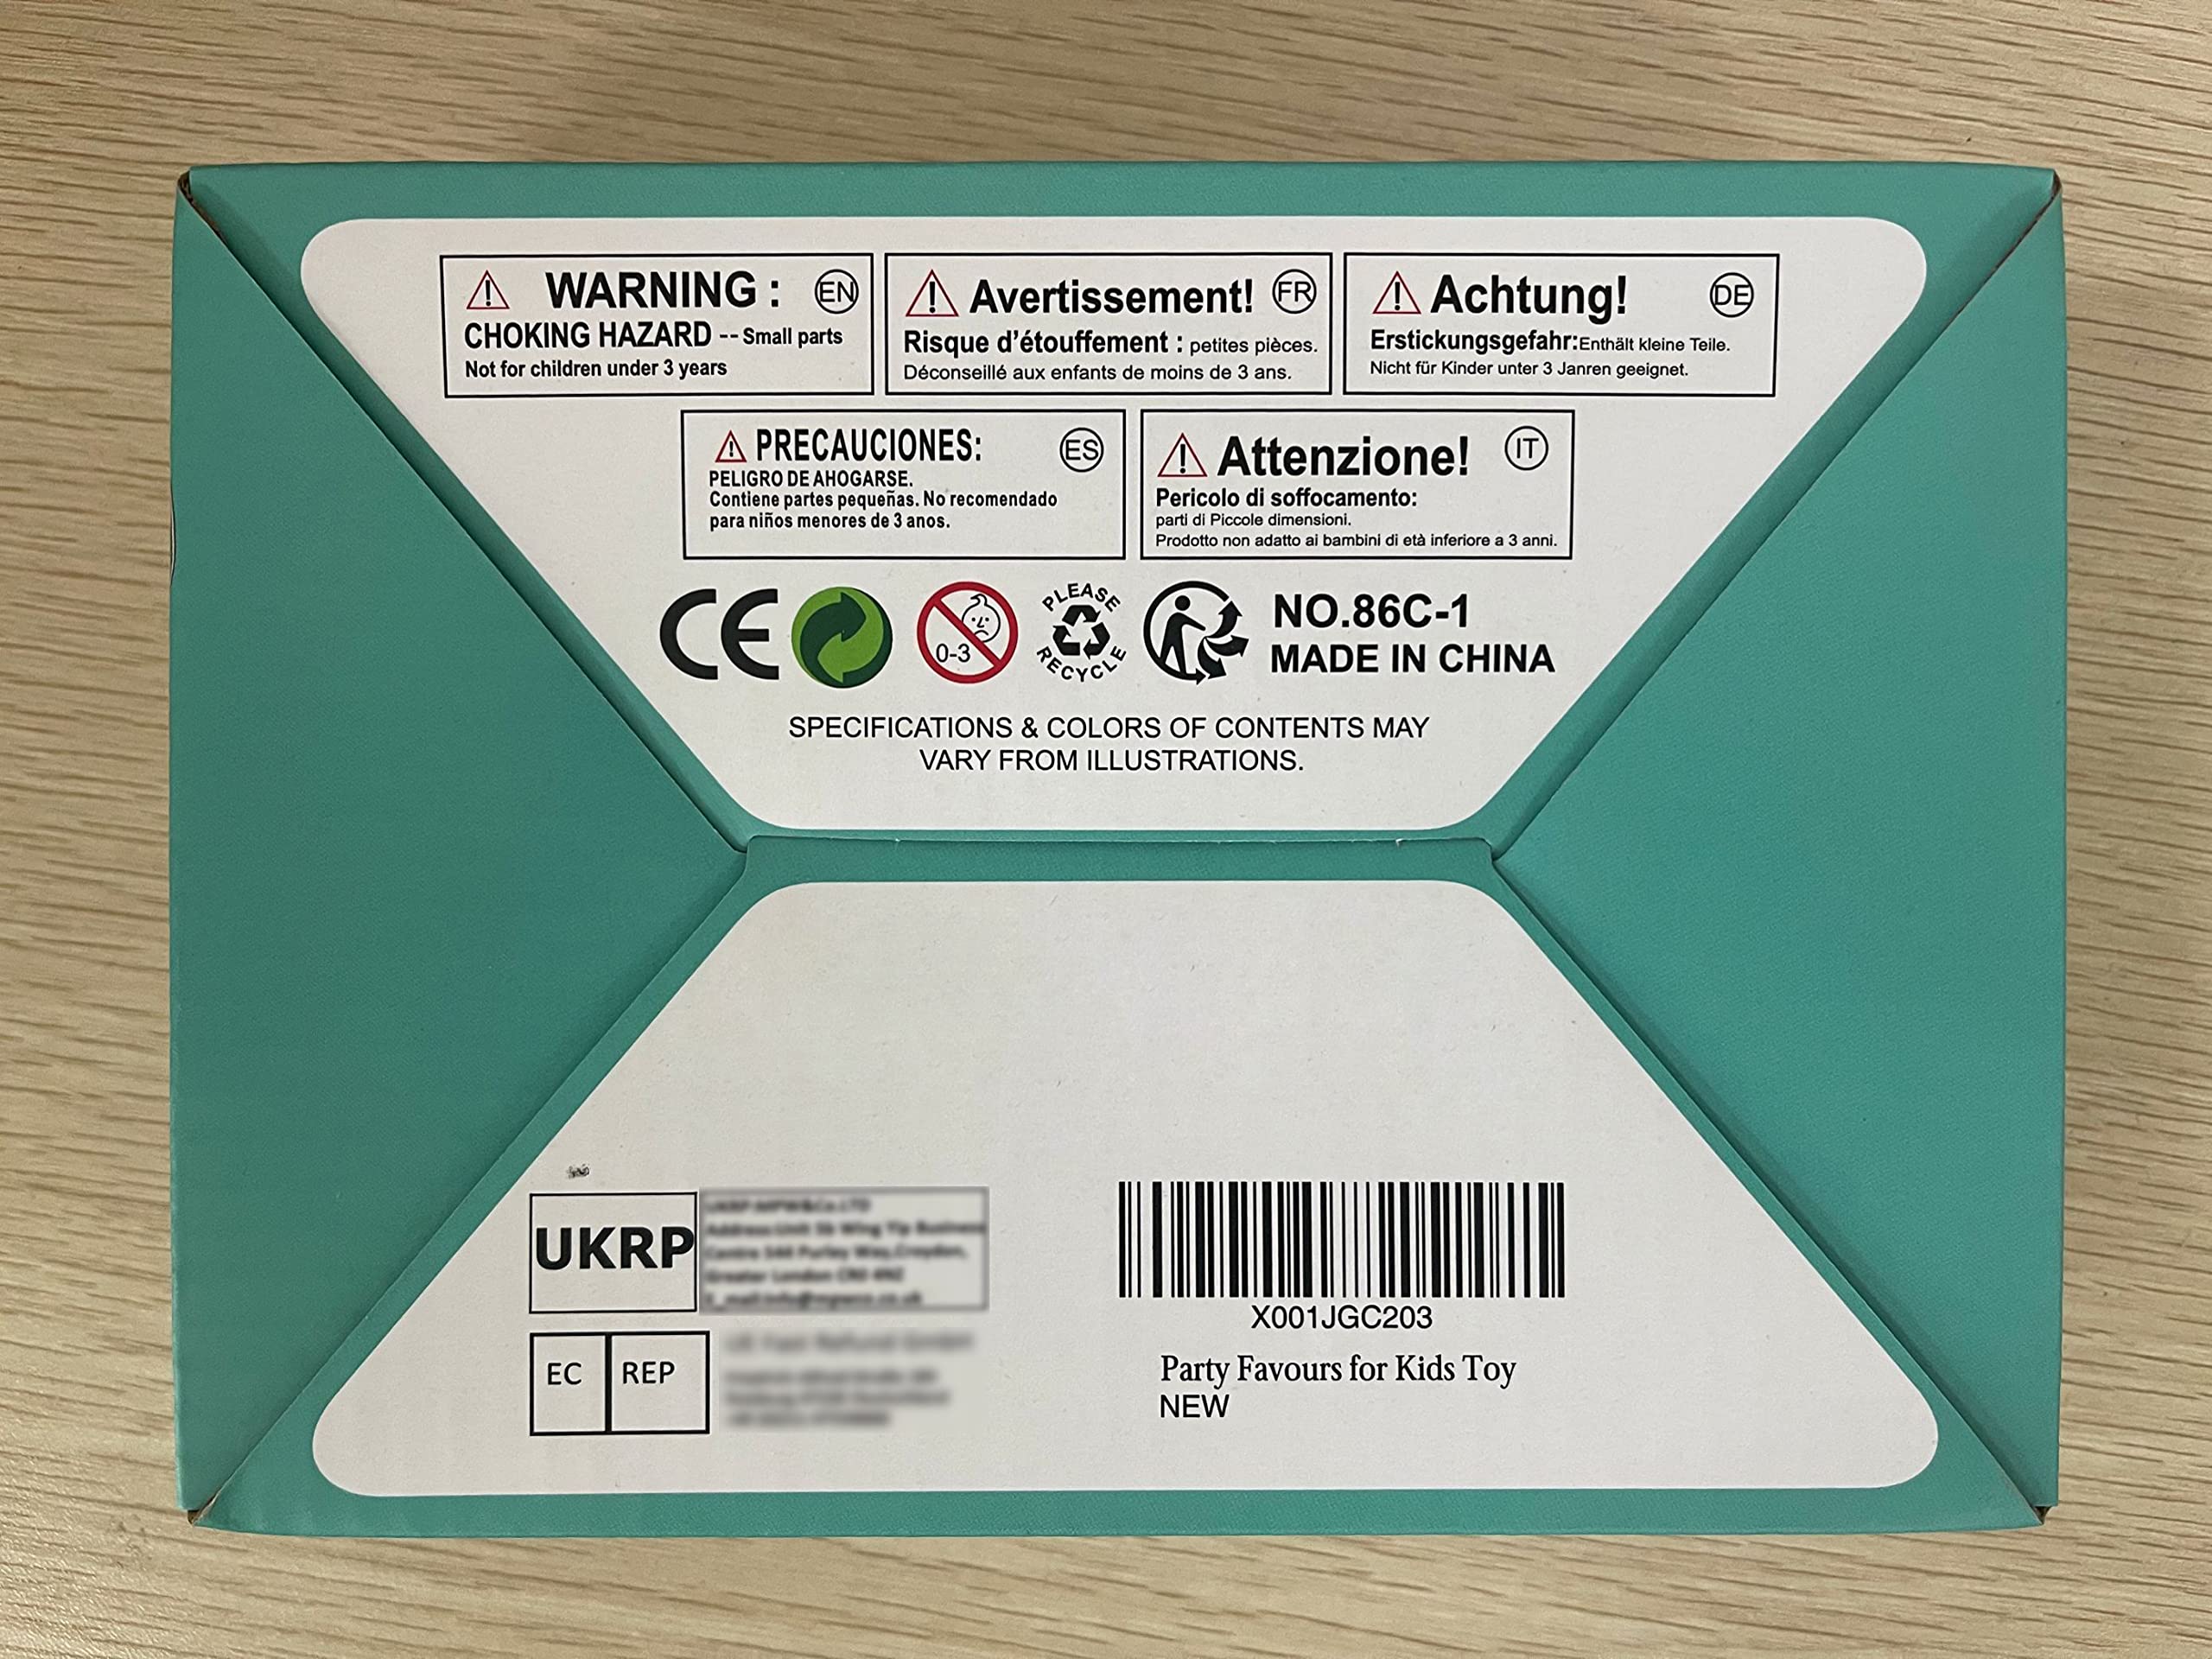 WARNING : EN
CHOKING HAZARD -- Small parts
Not for children under 3 years
Avertissement! FR
Risque d'étouffement : petites pièces.
Déconseillé aux enfants de moins de 3 ans.
Achtung! DE
Erstickungsgefahr:Enthält kleine Teile.
Nicht für Kinder unter 3 Janren geeignet.
PRECAUCIONES: ES
PELIGRO DE AHOGARSE.
Contiene partes pequeñas. No recomendado
para niños menores de 3 anos.
Attenzione! IT
Pericolo di soffocamento:
parti di Piccole dimensioni.
Prodotto non adatto ai bambini di età inferiore a 3 anni.
CE
0-3
PLEASE
RECYCLE
NO.86C-1
MADE IN CHINA
SPECIFICATIONS & COLORS OF CONTENTS MAY
VARY FROM ILLUSTRATIONS.
UKRP
EC REP
X001JGC203
Party Favours for Kids Toy
NEW